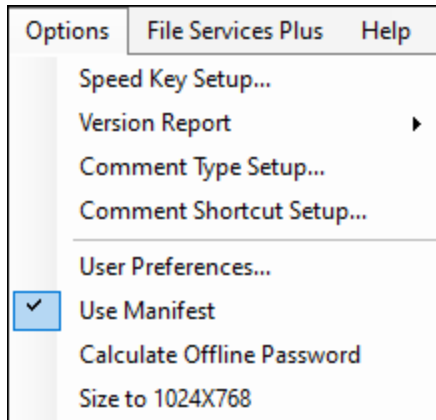 Options File Services Plus Help
Speed Key Setup...
Version Report
Comment Type Setup...
Comment Shortcut Setup...
User Preferences...
Use Manifest
Calculate Offline Password
Size to 1024X768